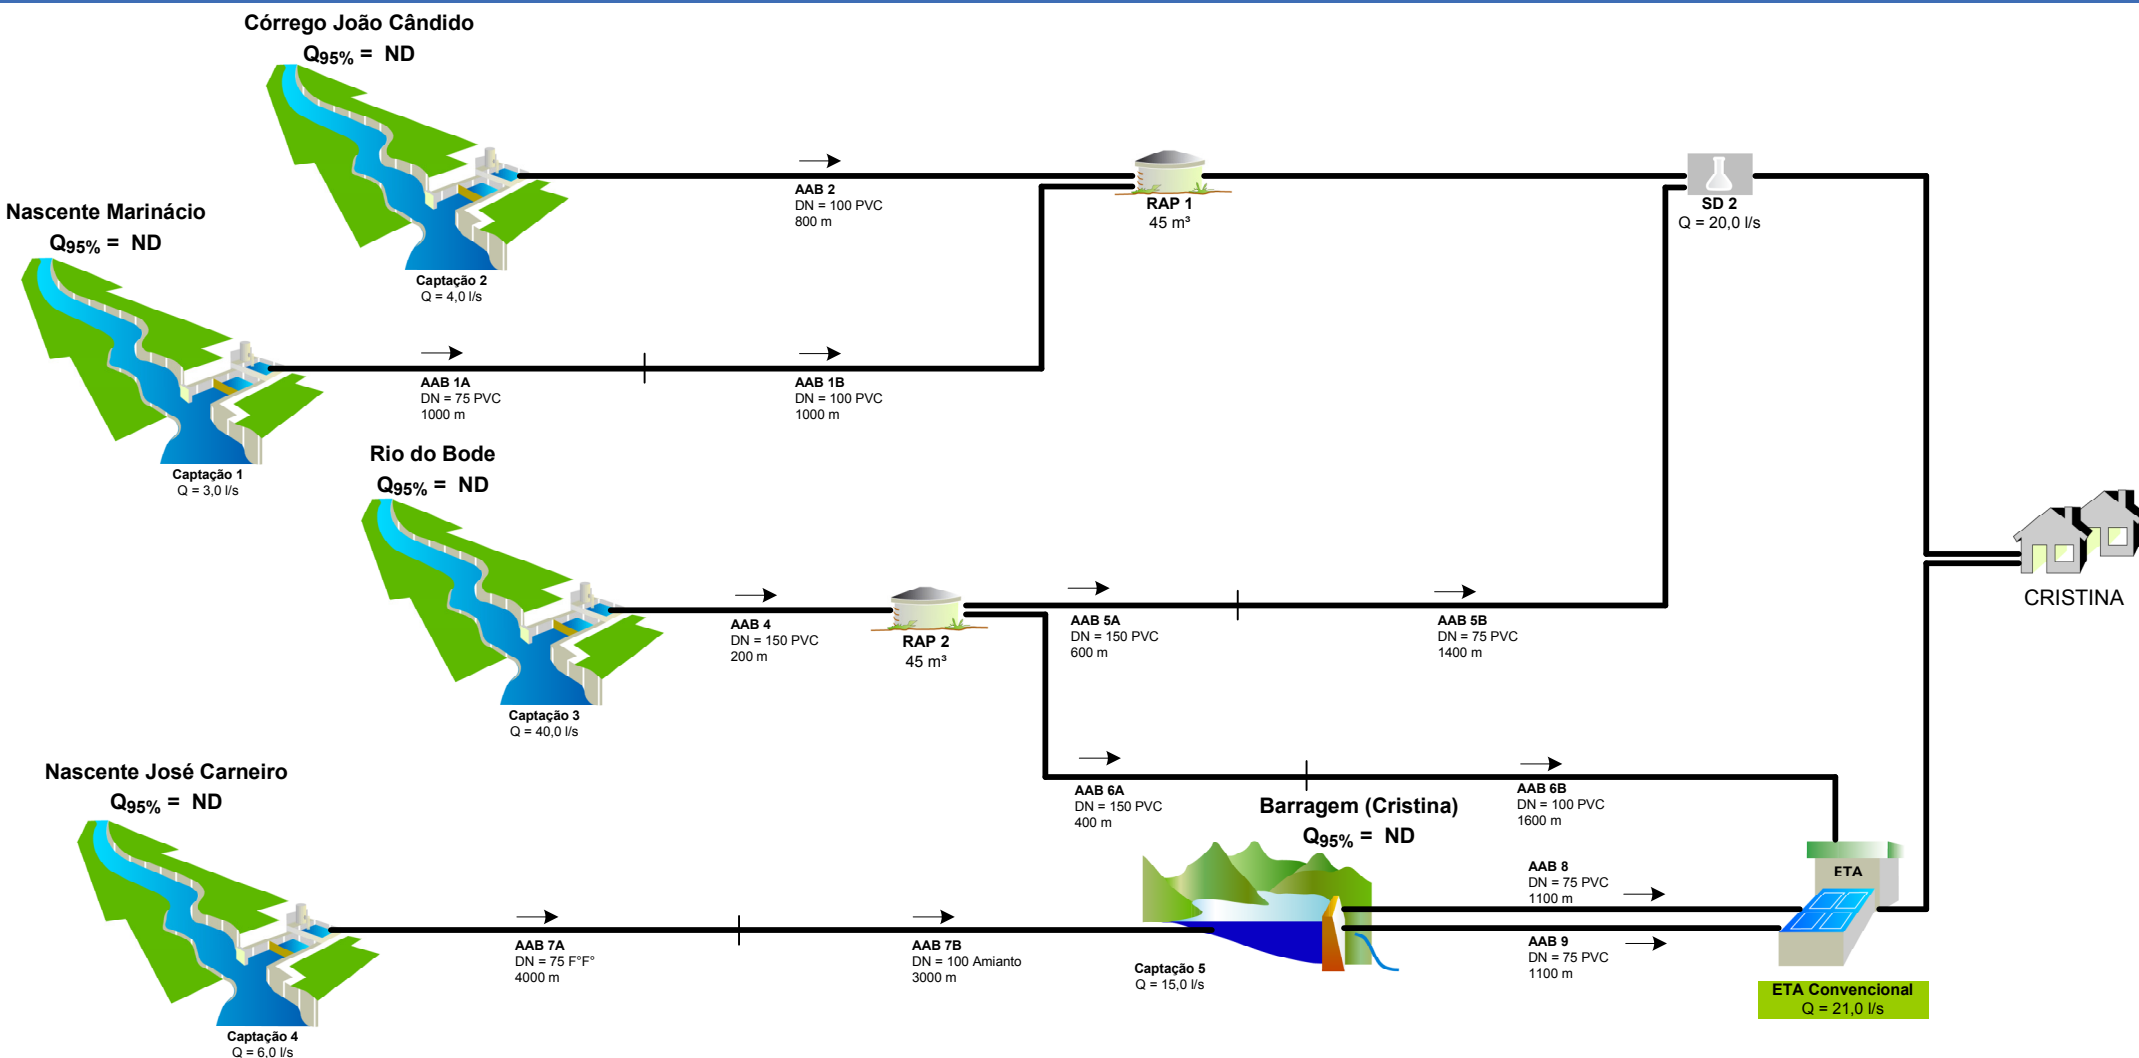 Córrego João Cândido
Q95% = ND
Captação 2
Q = 4,0 l/s
AAB 2
DN = 100 PVC
800 m
RAP 1
45 m³
SD 2
Q = 20,0 l/s
Nascente Marinácio
Q95% = ND
Captação 1
Q = 3,0 l/s
AAB 1A
DN = 75 PVC
1000 m
AAB 1B
DN = 100 PVC
1000 m
Rio do Bode
Q95% = ND
Captação 3
Q = 40,0 l/s
AAB 4
DN = 150 PVC
200 m
RAP 2
45 m³
AAB 5A
DN = 150 PVC
600 m
AAB 5B
DN = 75 PVC
1400 m
CRISTINA
AAB 6A
DN = 150 PVC
400 m
AAB 6B
DN = 100 PVC
1600 m
Nascente José Carneiro
Q95% = ND
Captação 4
Q = 6,0 l/s
AAB 7A
DN = 75 F°F°
4000 m
AAB 7B
DN = 100 Amianto
3000 m
Barragem (Cristina)
Q95% = ND
Captação 5
Q = 15,0 l/s
AAB 8
DN = 75 PVC
1100 m
AAB 9
DN = 75 PVC
1100 m
ETA
ETA Convencional
Q = 21,0 l/s